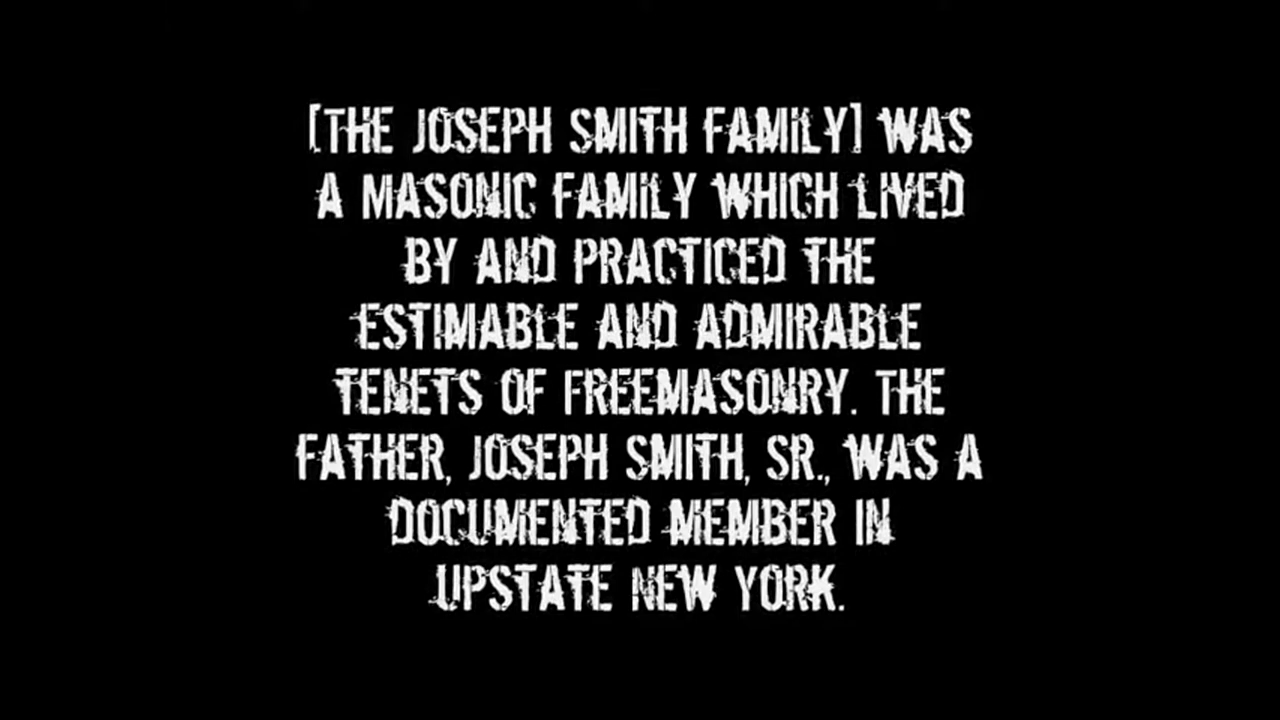 [THE JOSEPH SMITH FAMILY] WAS
A MASONIC FAMILY WHICH LIVED
BY AND PRACTICED THE
ESTIMABLE AND ADMIRABLE
TENETS OF FREEMASONRY. THE
FATHER, JOSEPH SMITH, SR., WAS A
DOCUMENTED MEMBER IN
UPSTATE NEW YORK.